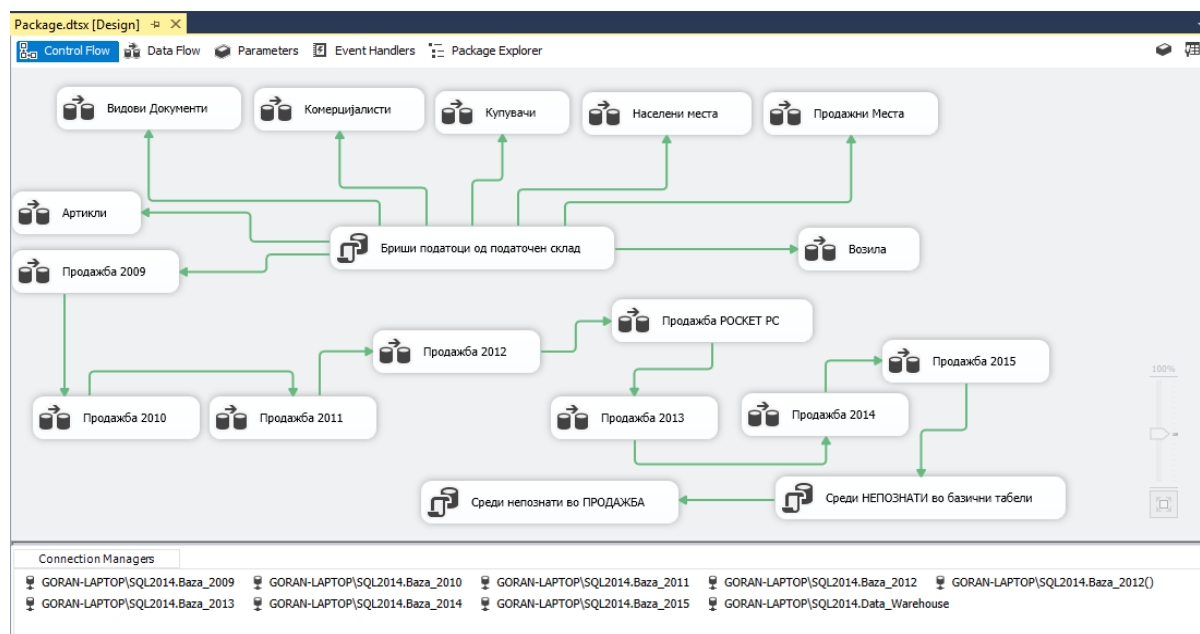 Package.dtsx [Design]
Control Flow Data Flow Parameters Event Handlers Package Explorer
Видови Документи
Комерцијалисти
Купувачи
Населени места
Продажни Места
Артикли
Бриши податоци од податочен склад
Возила
Продажба 2009
Продажба POCKET PC
Продажба 2012
Продажба 2015
Продажба 2010
Продажба 2011
Продажба 2013
Продажба 2014
Среди непознати во ПРОДАЖБА
Среди НЕПОЗНАТИ во базични табели
100%
Connection Managers
GORAN-LAPTOP\SQL2014.Baza_2009 GORAN-LAPTOP\SQL2014.Baza_2010 GORAN-LAPTOP\SQL2014.Baza_2011 GORAN-LAPTOP\SQL2014.Baza_2012 GORAN-LAPTOP\SQL2014.Baza_2012()
GORAN-LAPTOP\SQL2014.Baza_2013 GORAN-LAPTOP\SQL2014.Baza_2014 GORAN-LAPTOP\SQL2014.Baza_2015 GORAN-LAPTOP\SQL2014.Data_Warehouse